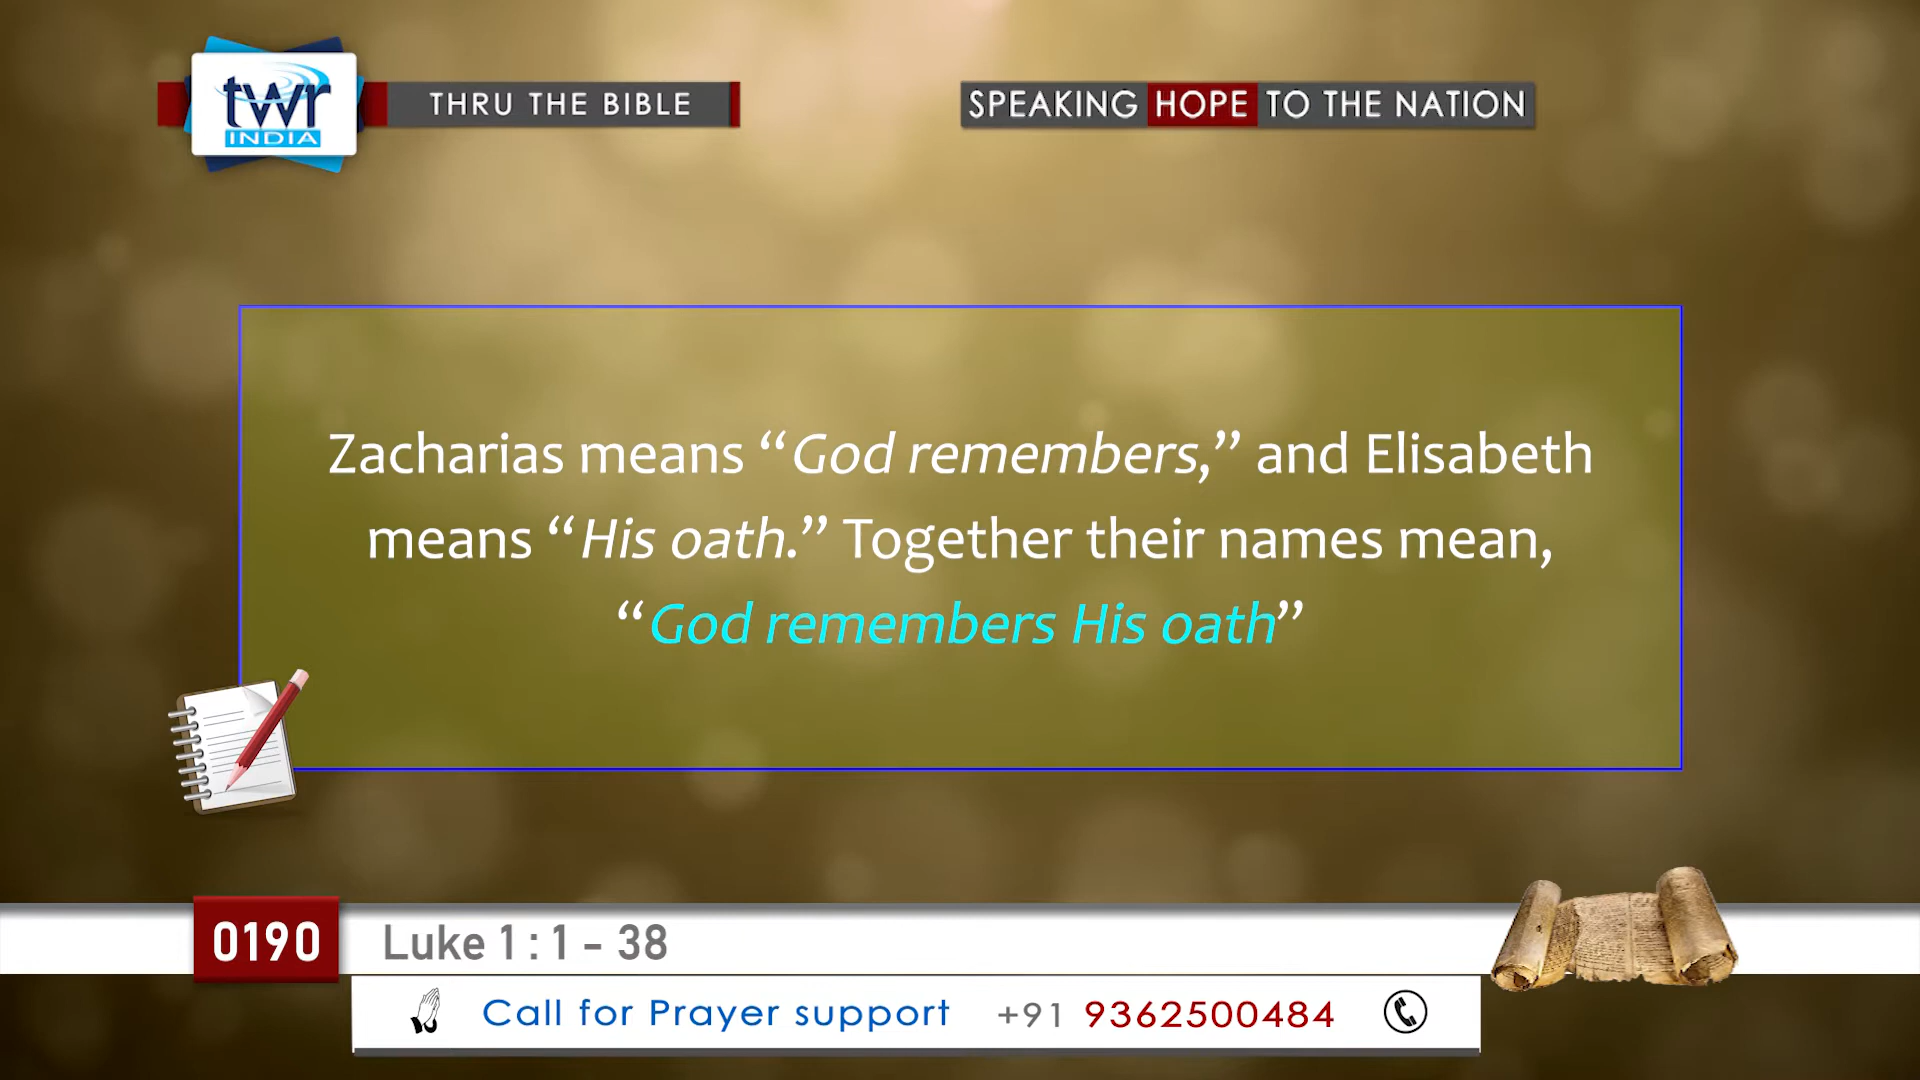 twr
INDIA
THRU THE BIBLE
SPEAKING HOPE TO THE NATION
Zacharias means “God remembers,” and Elisabeth
means “His oath.” Together their names mean,
“God remembers His oath”
0190
Luke 1 : 1 - 38
Call for Prayer support +91 9362500484